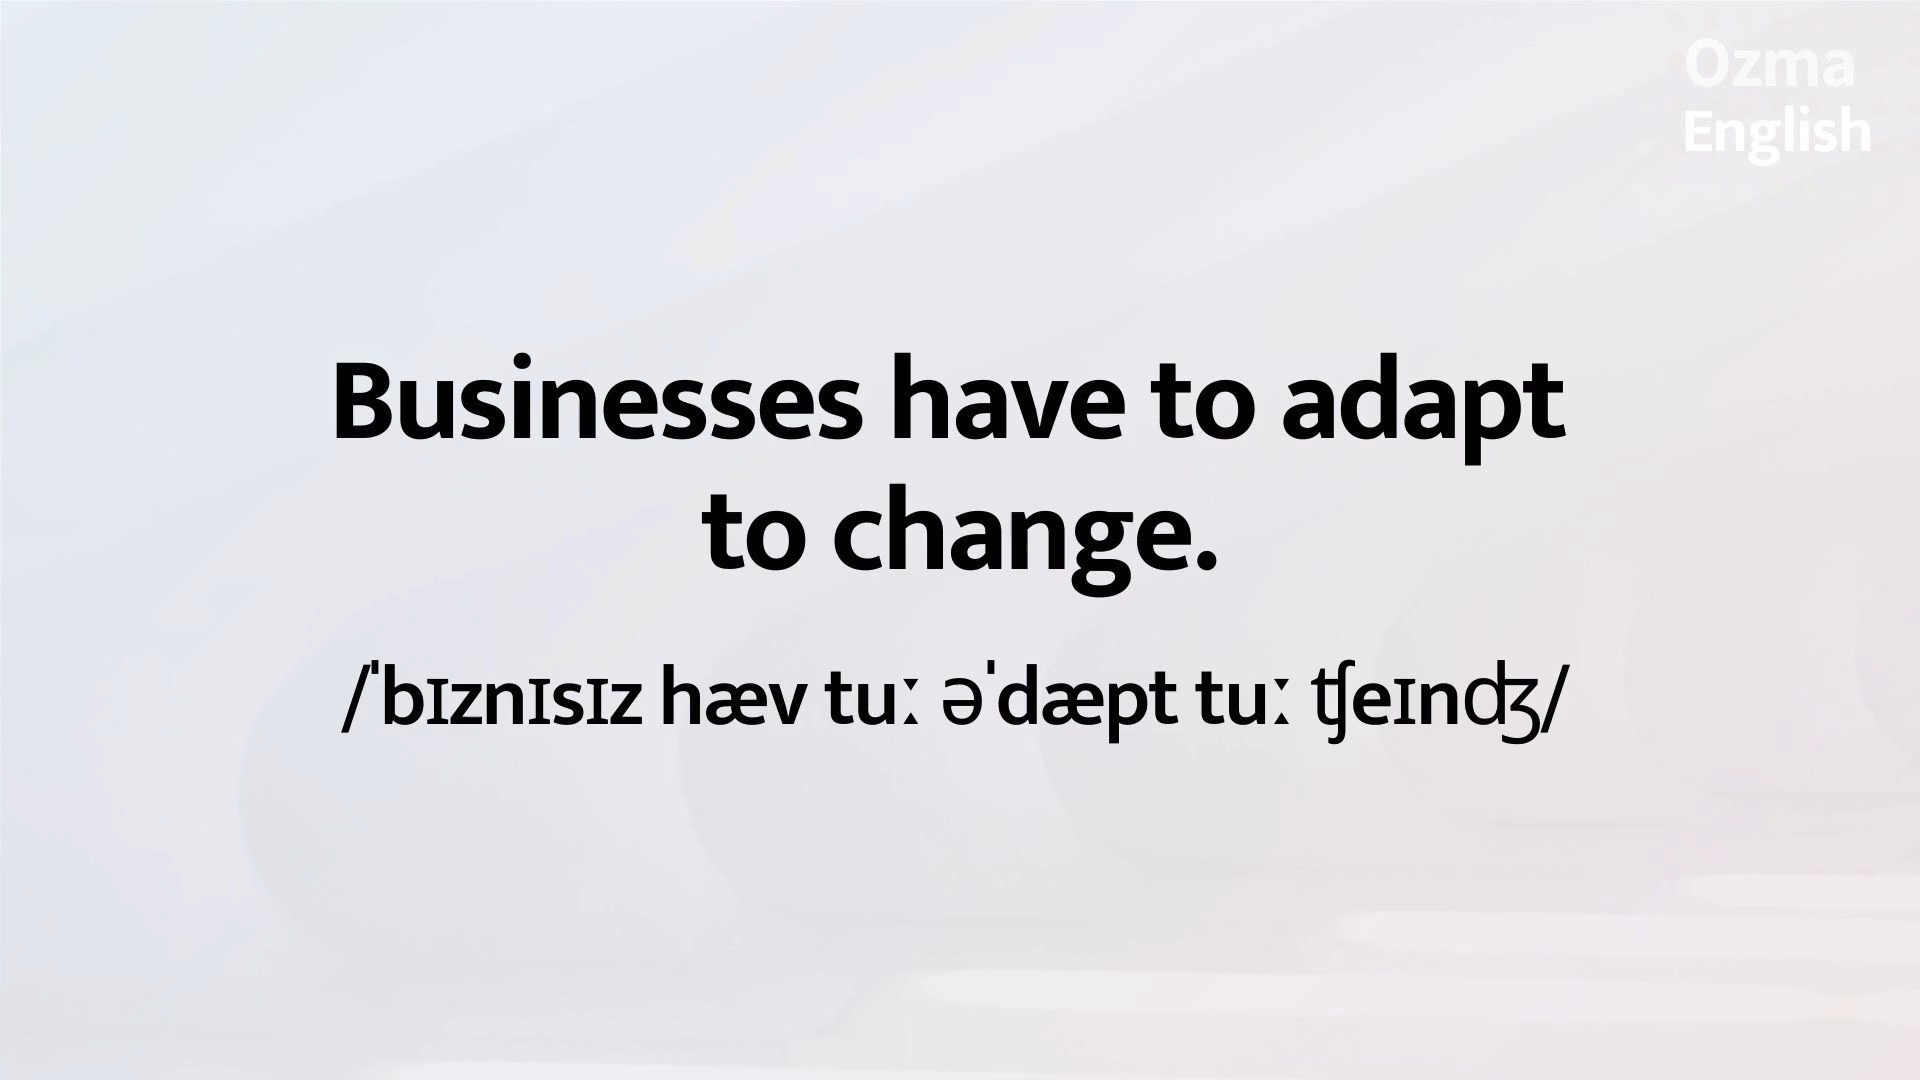 Ozma
English
Businesses have to adapt
to change.
/ˈbɪznɪsɪz hæv tuː əˈdæpt tuː ʧeɪnʤ/